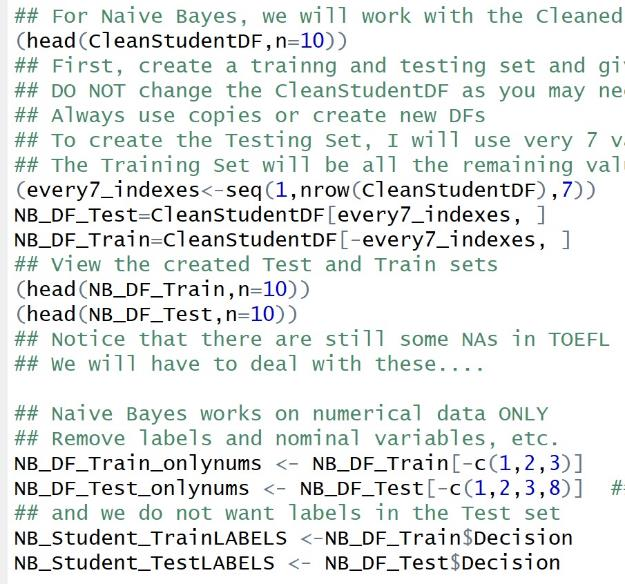 ## For Naive Bayes, we will work with the Cleaned
(head(CleanStudentDF,n=10))
## First, create a trainng and testing set and gi
## DO NOT change the CleanStudentDF as you may ne
## Always use copies or create new DFs
## To create the Testing Set, I will use very 7 v
## The Training Set will be all the remaining val
(every7_indexes<-seq(1,nrow(CleanStudentDF),7))
NB_DF_Test=CleanStudentDF[every7_indexes, ]
NB_DF_Train=CleanStudentDF[-every7_indexes, ]
## View the created Test and Train sets
(head(NB_DF_Train,n=10))
(head(NB_DF_Test,n=10))
## Notice that there are still some NAs in TOEFL
## We will have to deal with these....
## Naive Bayes works on numerical data ONLY
## Remove labels and nominal variables, etc.
NB_DF_Train_onlynums <- NB_DF_Train[-c(1,2,3)]
NB_DF_Test_onlynums <- NB_DF_Test[-c(1,2,3,8)] ##
## and we do not want labels in the Test set
NB_Student_TrainLABELS <-NB_DF_Train$Decision
NB_Student_TestLABELS <- NB_DF_Test$Decision